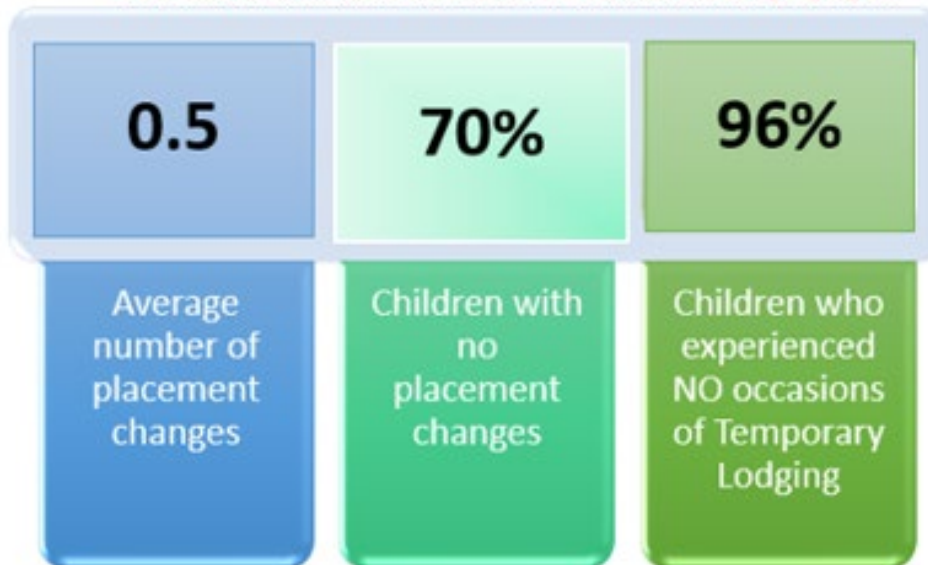 0.5
70%
96%
Average
number of
placement
changes
Children with
no
placement
changes
Children who
experienced
NO occasions
of Temporary
Lodging